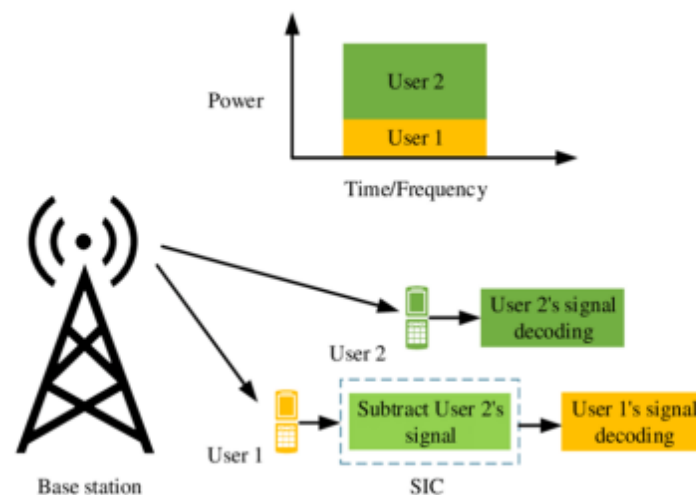 User 2
Power
User 1
Time/Frequency
User 2's signal
decoding
User 2
Subtract User 2's
signal
User 1's signal
decoding
User 1
Base station
SIC